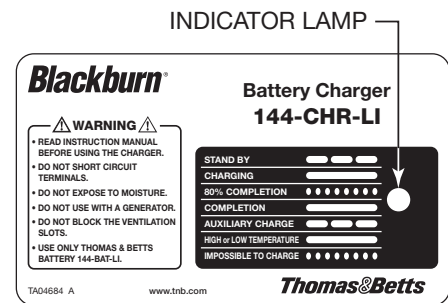 INDICATOR LAMP
Blackburn®
Battery Charger
144-CHR-LI
⚠ WARNING ⚠
• READ INSTRUCTION MANUAL
BEFORE USING THE CHARGER.
• DO NOT SHORT CIRCUIT
TERMINALS.
• DO NOT EXPOSE TO MOISTURE.
• DO NOT USE WITH A GENERATOR.
• DO NOT BLOCK THE VENTILATION
SLOTS.
• USE ONLY THOMAS & BETTS
BATTERY 144-BAT-LI.
STAND BY
CHARGING
80% COMPLETION
COMPLETION
AUXILIARY CHARGE
HIGH or LOW TEMPERATURE
IMPOSSIBLE TO CHARGE
TA04684 A
www.tnb.com
Thomas&Betts